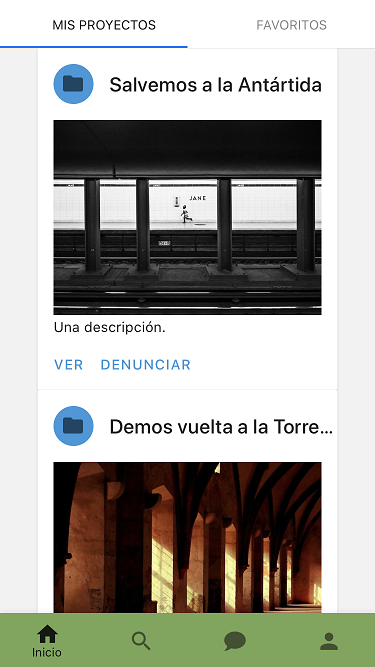 MIS PROYECTOS
FAVORITOS
Salvemos a la Antártida
JANE
Una descripción.
VER
DENUNCIAR
Demos vuelta a la Torre...
Inicio